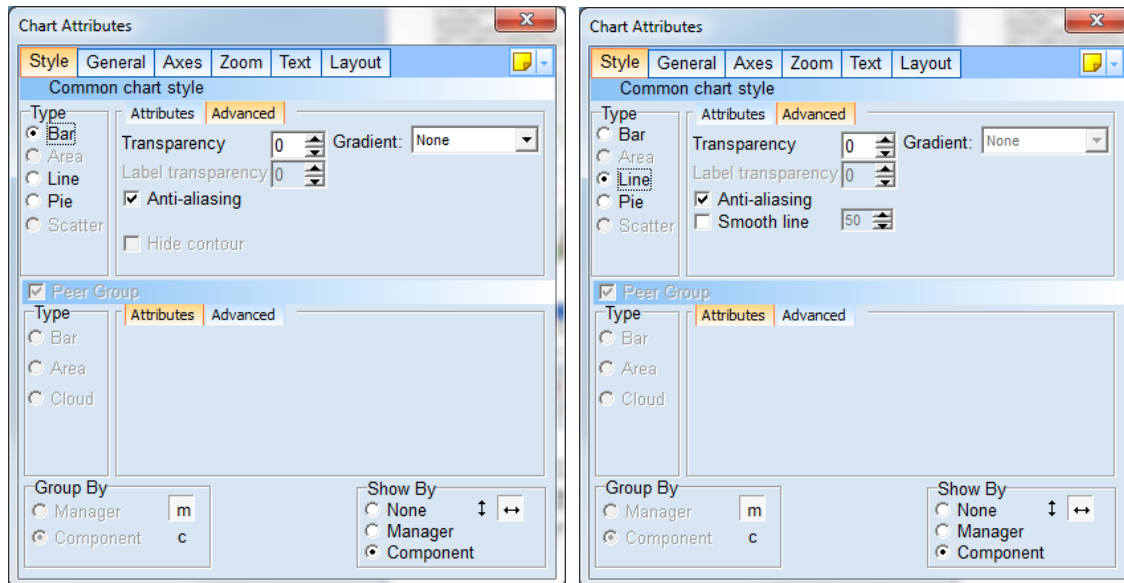 Chart Attributes
Style General Axes Zoom Text Layout
Common chart style
Type
Attributes Advanced
Bar
Transparency 0 Gradient: None
Area
Label transparency 0
Line
Pie
Anti-aliasing
Scatter
Hide contour
Peer Group
Type
Attributes Advanced
Bar
Area
Cloud
Group By
Manager m
Component c
Show By
None
Manager
Component
Chart Attributes
Style General Axes Zoom Text Layout
Common chart style
Type
Attributes Advanced
Bar
Transparency 0 Gradient: None
Area
Label transparency 0
Line
Pie
Anti-aliasing
Scatter
Smooth line 50
Peer Group
Type
Attributes Advanced
Bar
Area
Cloud
Group By
Manager m
Component c
Show By
None
Manager
Component